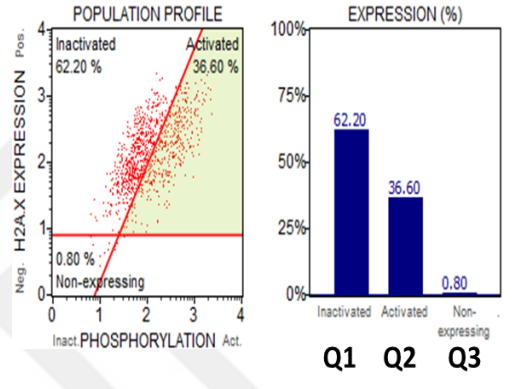 POPULATION PROFILE
Inactivated
62.20 %
Activated
36.60 %
0.80 %
Non-expressing
Neg. H2A.X EXPRESSION Pos.
4
3
2
1
0
0 1 2 3 4
Inact. PHOSPHORYLATION Act.
EXPRESSION (%)
100%
75%
50%
25%
0%
62.20
36.60
0.80
Inactivated Activated Non-
expressing
Q1 Q2 Q3